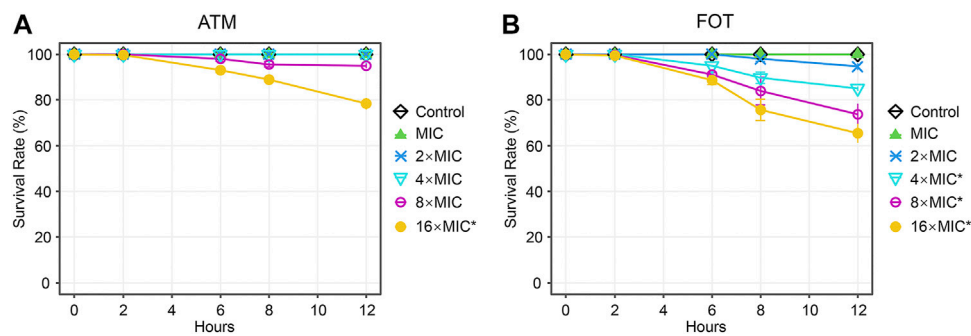 A
ATM
Survival Rate (%)
100
80
60
40
20
0
0 2 4 6 8 10 12
Hours
Control
MIC
2×MIC
4×MIC
8×MIC
16×MIC*
B
FOT
Survival Rate (%)
100
80
60
40
20
0
0 2 4 6 8 10 12
Hours
Control
MIC
2×MIC
4×MIC*
8×MIC*
16×MIC*